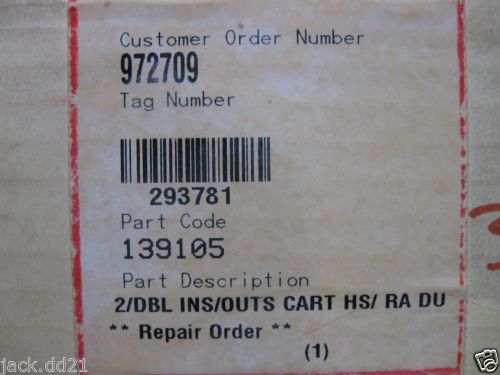 Customer Order Number
972709
Tag Number
293781
Part Code
139105
Part Description
2/DBL INS/OUTS CART HS/ RA DU
** Repair Order **
(1)
jack.dd21